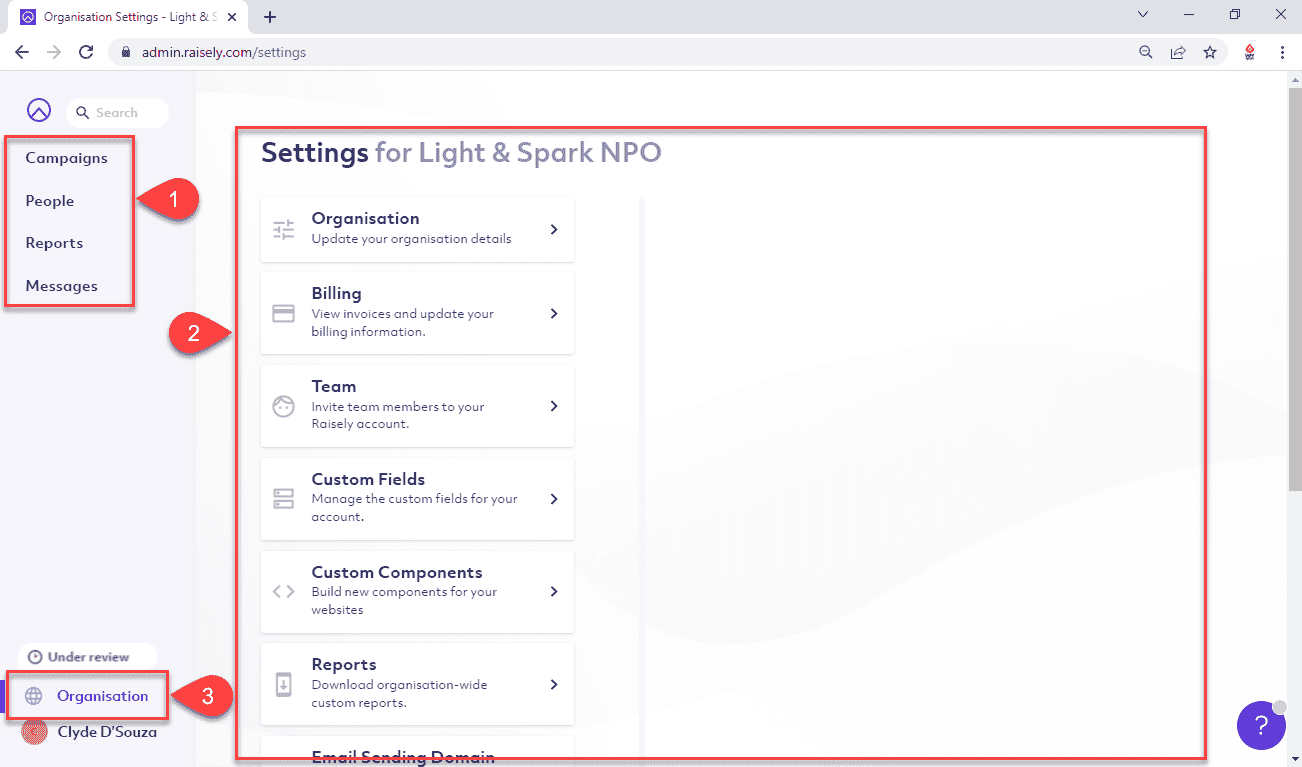 Organisation Settings - Light & S
admin.raisely.com/settings
Search
Campaigns
People
Reports
Messages
1
2
Settings for Light & Spark NPO
Organisation
Update your organisation details
Billing
View invoices and update your
billing information.
Team
Invite team members to your
Raisely account.
Custom Fields
Manage the custom fields for your
account.
Custom Components
Build new components for your
websites
Reports
Download organisation-wide
custom reports.
Email Sending Domain
Under review
Organisation
3
Clyde D'Souza
?